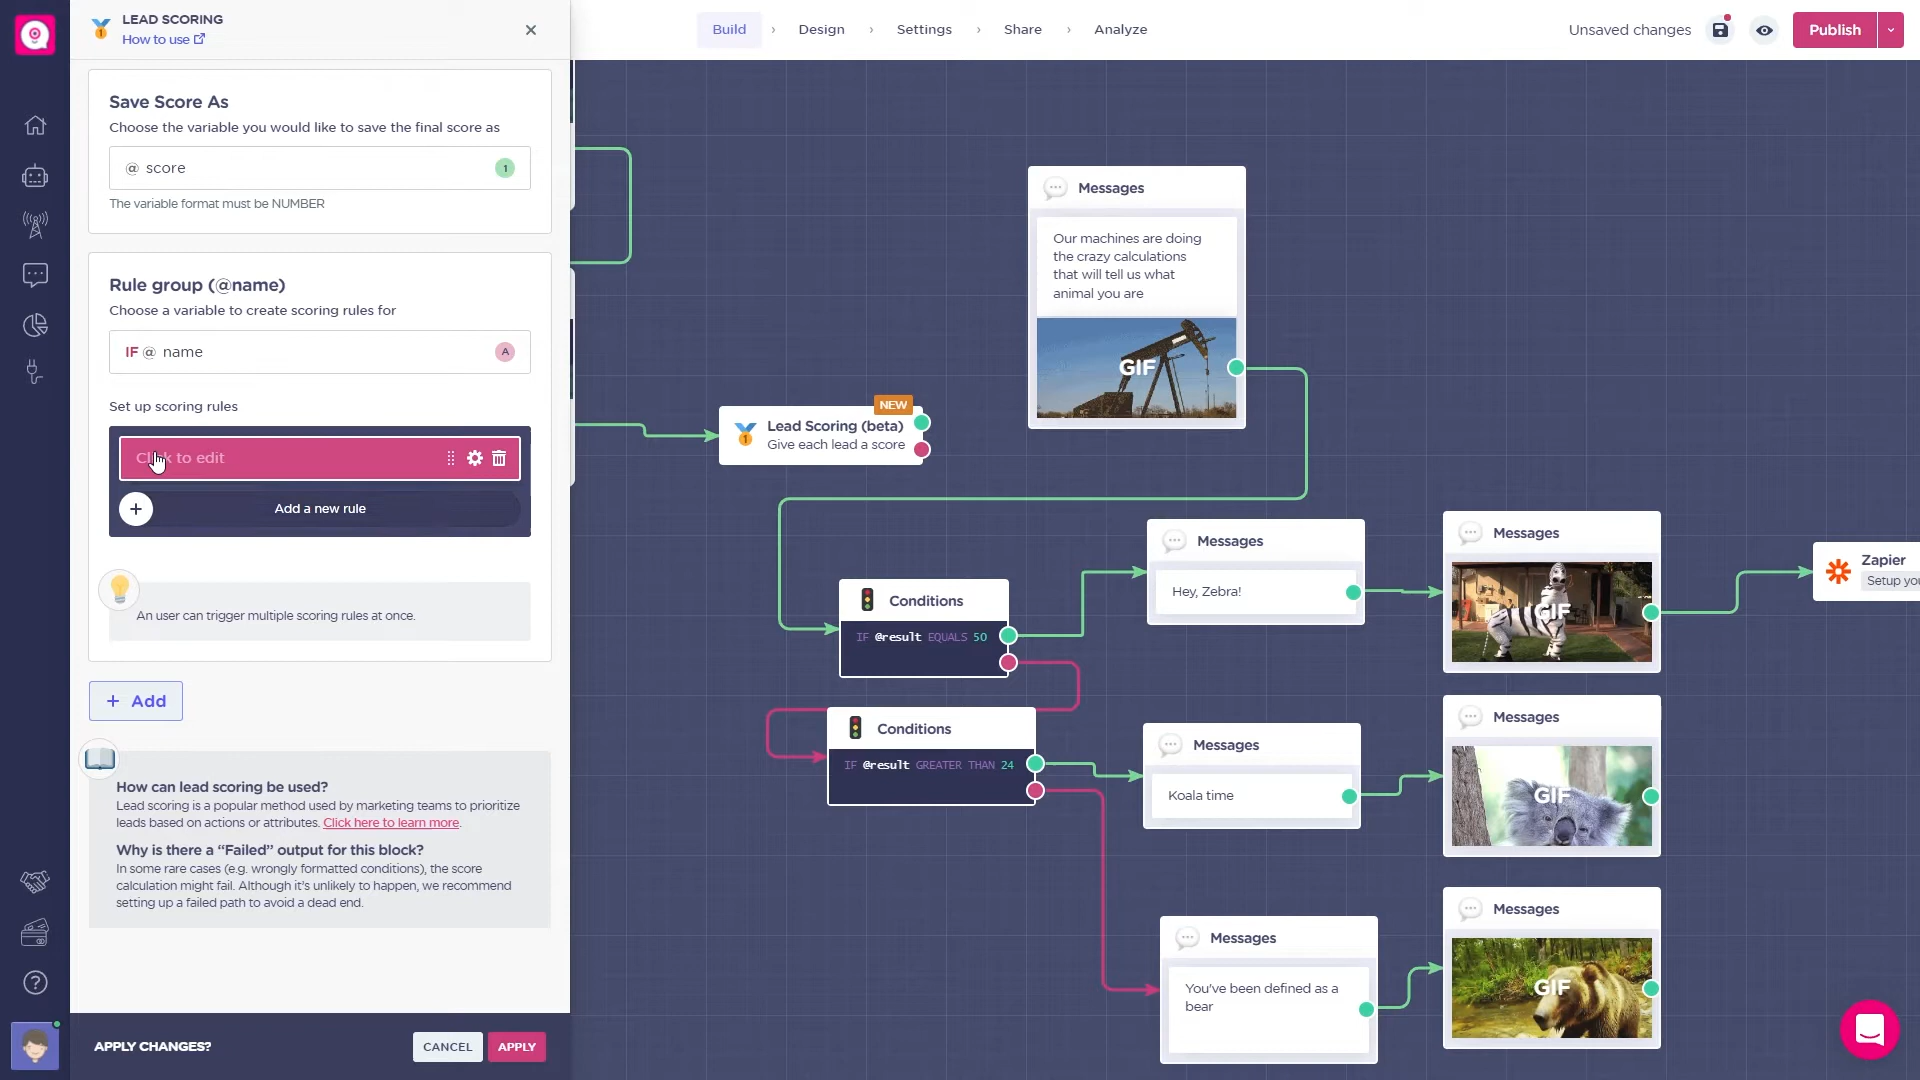 LEAD SCORING
How to use
Build
Design
Settings
Share
Analyze
Unsaved changes
Publish
Save Score As
Choose the variable you would like to save the final score as
@ score
1
The variable format must be NUMBER
Rule group (@name)
Choose a variable to create scoring rules for
IF @ name
A
Set up scoring rules
Click to edit
Add a new rule
An user can trigger multiple scoring rules at once.
+ Add
How can lead scoring be used?
Lead scoring is a popular method used by marketing teams to prioritize
leads based on actions or attributes. Click here to learn more.
Why is there a “Failed” output for this block?
In some rare cases (e.g. wrongly formatted conditions), the score
calculation might fail. Although it’s unlikely to happen, we recommend
setting up a failed path to avoid a dead end.
APPLY CHANGES?
CANCEL
APPLY
NEW
Lead Scoring (beta)
Give each lead a score
Messages
Our machines are doing
the crazy calculations
that will tell us what
animal you are
GIF
Conditions
IF @result EQUALS 50
Conditions
IF @result GREATER THAN 24
Messages
Hey, Zebra!
Messages
GIF
Zapier
Setup you
Messages
Koala time
Messages
GIF
Messages
You've been defined as a
bear
Messages
GIF